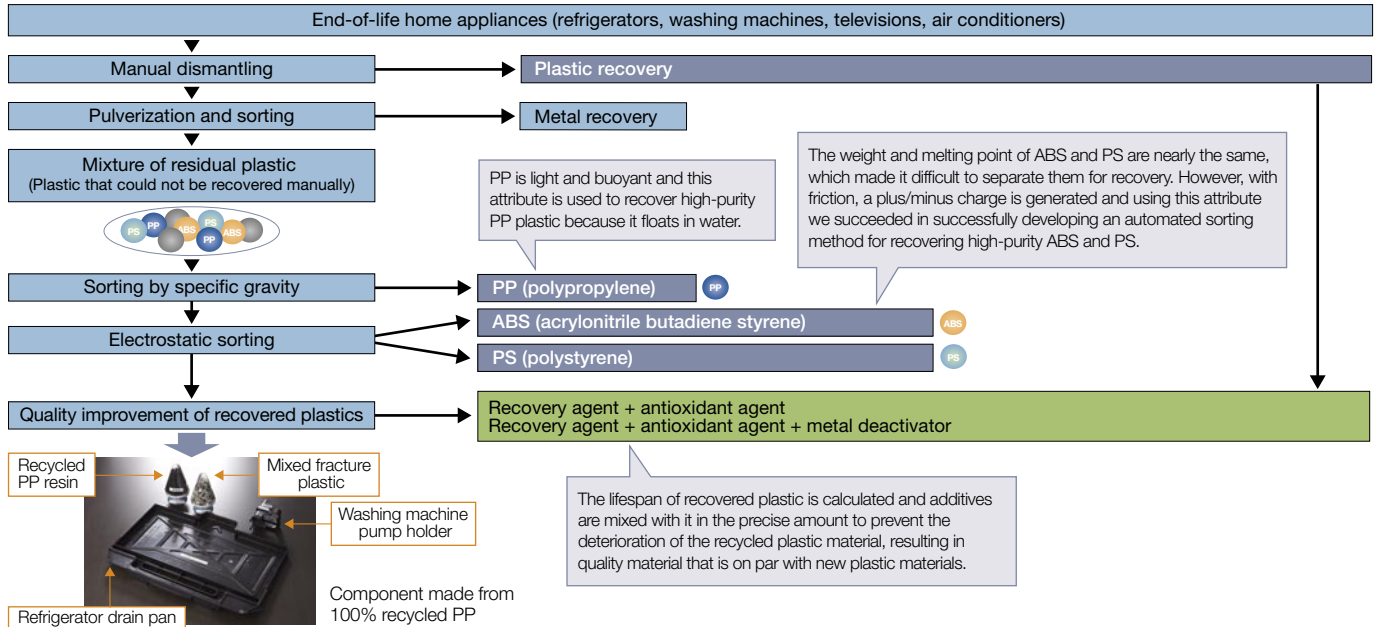 End-of-life home appliances (refrigerators, washing machines, televisions, air conditioners)
Manual dismantling
Plastic recovery
Pulverization and sorting
Metal recovery
Mixture of residual plastic
(Plastic that could not be recovered manually)
PS
PP
ABS
PS
PP
ABS
PP is light and buoyant and this
attribute is used to recover high-purity
PP plastic because it floats in water.
The weight and melting point of ABS and PS are nearly the same,
which made it difficult to separate them for recovery. However, with
friction, a plus/minus charge is generated and using this attribute
we succeeded in successfully developing an automated sorting
method for recovering high-purity ABS and PS.
Sorting by specific gravity
PP (polypropylene)
PP
Electrostatic sorting
ABS (acrylonitrile butadiene styrene)
ABS
PS (polystyrene)
PS
Quality improvement of recovered plastics
Recovery agent + antioxidant agent
Recovery agent + antioxidant agent + metal deactivator
Recycled
PP resin
Mixed fracture
plastic
Washing machine
pump holder
Refrigerator drain pan
Component made from
100% recycled PP
The lifespan of recovered plastic is calculated and additives
are mixed with it in the precise amount to prevent the
deterioration of the recycled plastic material, resulting in
quality material that is on par with new plastic materials.